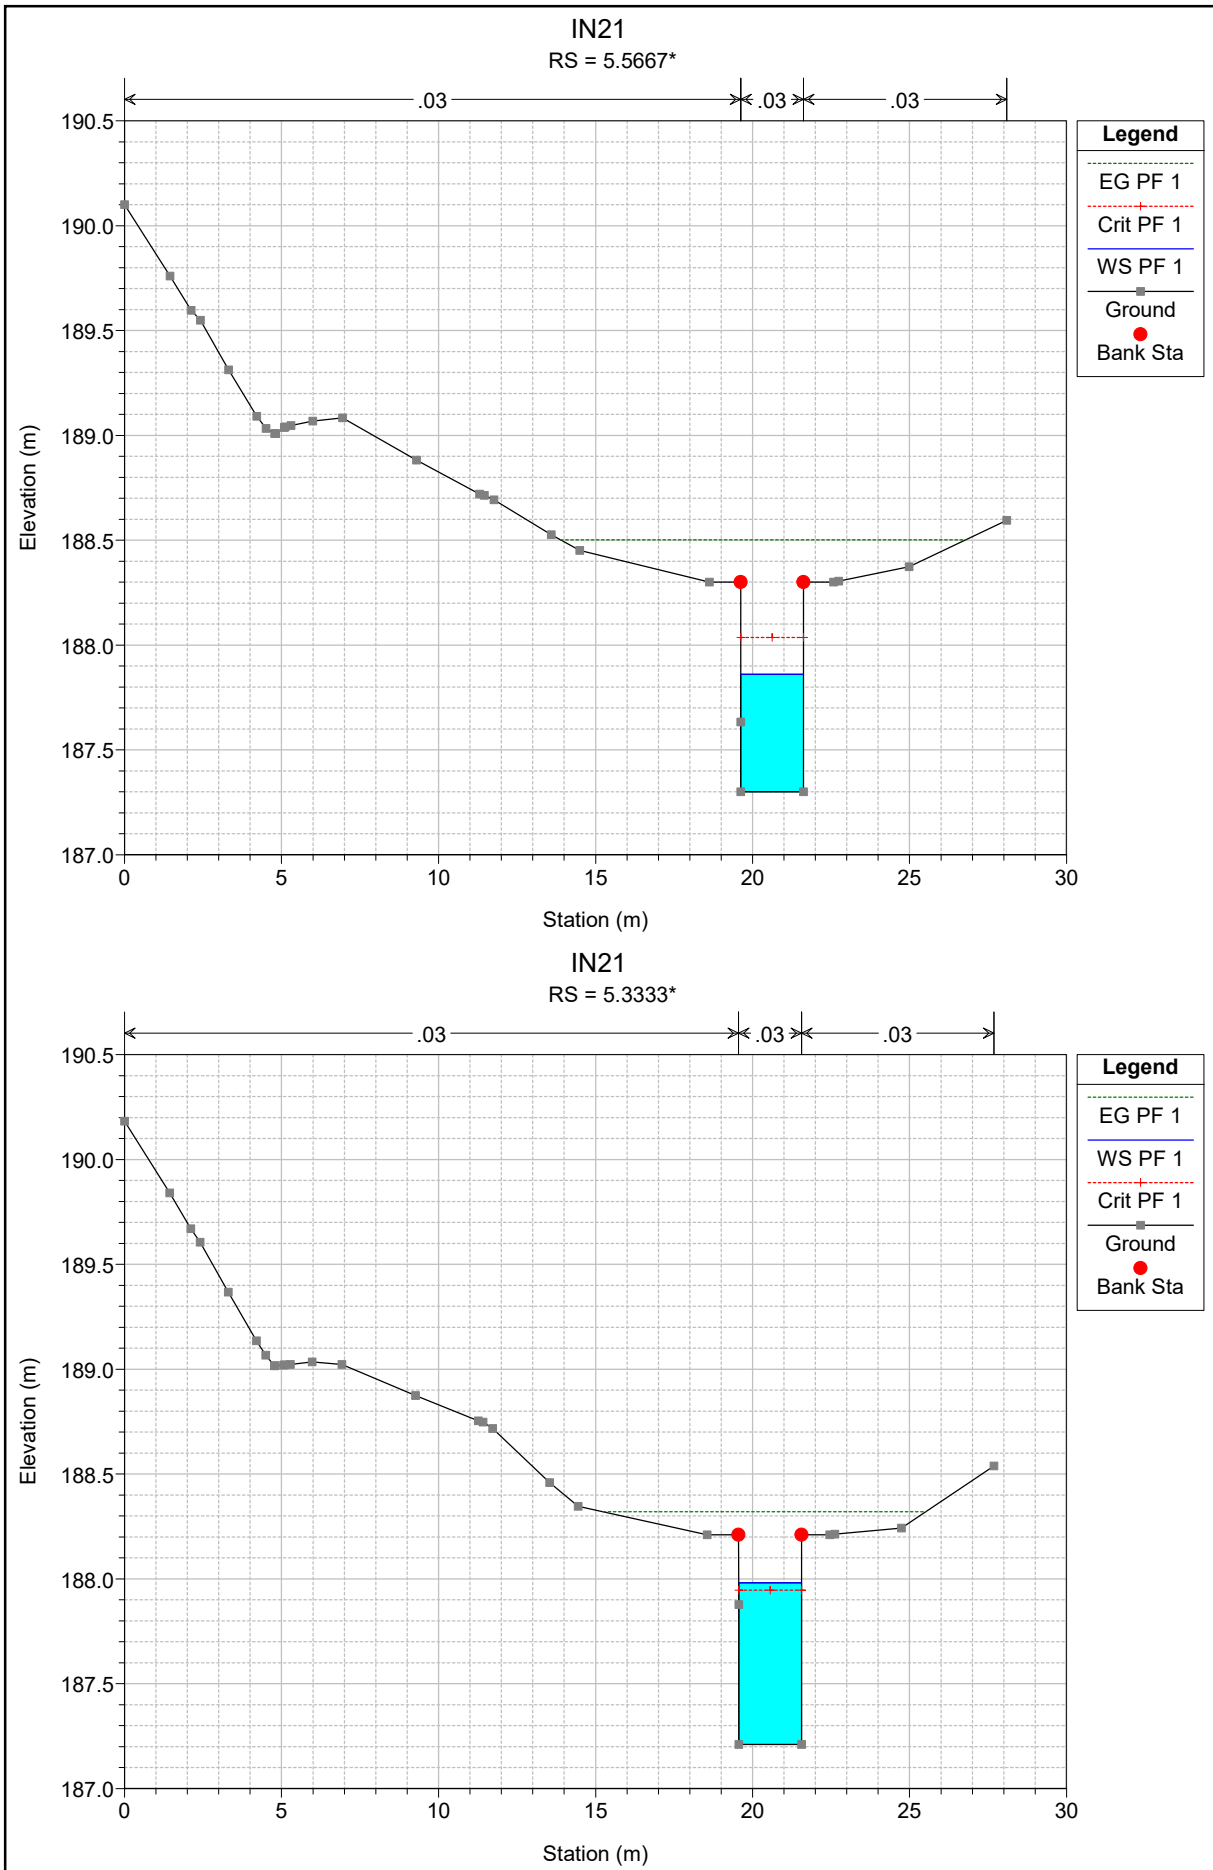 IN21
RS = 5.5667*
.03 .03 .03
190.5
190.0
189.5
189.0
188.5
188.0
187.5
187.0
Elevation (m)
0 5 10 15 20 25 30
Station (m)
Legend
EG PF 1
Crit PF 1
WS PF 1
Ground
Bank Sta
IN21
RS = 5.3333*
.03 .03 .03
190.5
190.0
189.5
189.0
188.5
188.0
187.5
187.0
Elevation (m)
0 5 10 15 20 25 30
Station (m)
Legend
EG PF 1
WS PF 1
Crit PF 1
Ground
Bank Sta